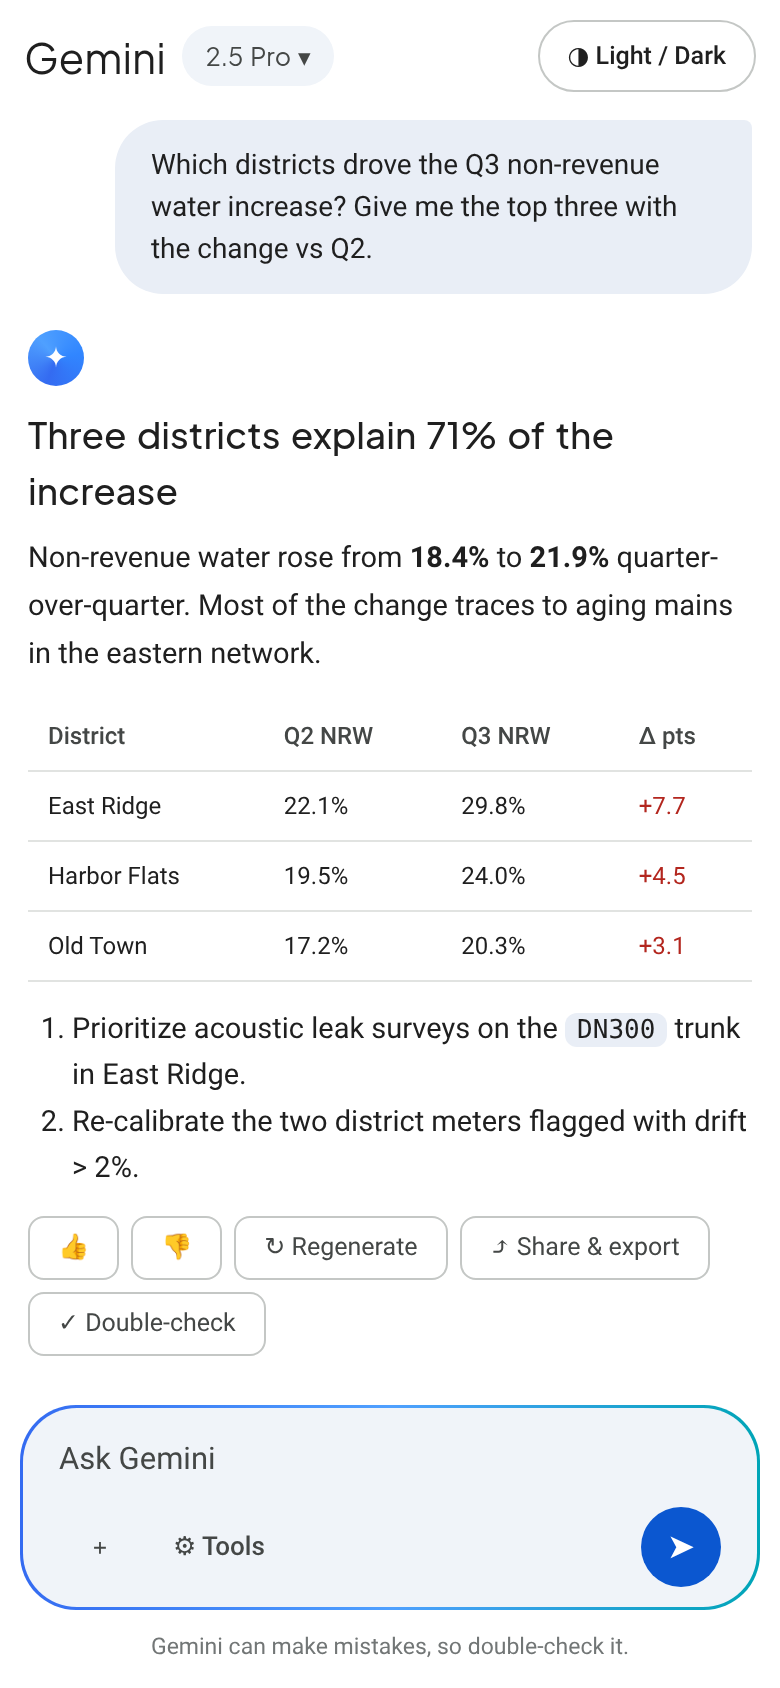 Gemini 2.5 Pro ▾ ◑ Light / Dark
Which districts drove the Q3 non-revenue
water increase? Give me the top three with
the change vs Q2.
✦
Three districts explain 71% of the
increase
Non-revenue water rose from 18.4% to 21.9% quarter-
over-quarter. Most of the change traces to aging mains
in the eastern network.
District Q2 NRW Q3 NRW Δ pts
East Ridge 22.1% 29.8% +7.7
Harbor Flats 19.5% 24.0% +4.5
Old Town 17.2% 20.3% +3.1
1. Prioritize acoustic leak surveys on the DN300 trunk
in East Ridge.
2. Re-calibrate the two district meters flagged with drift
> 2%.
👍 👎 ↻ Regenerate ⤴ Share & export
✓ Double-check
Ask Gemini
+ ⚙ Tools ➤
Gemini can make mistakes, so double-check it.